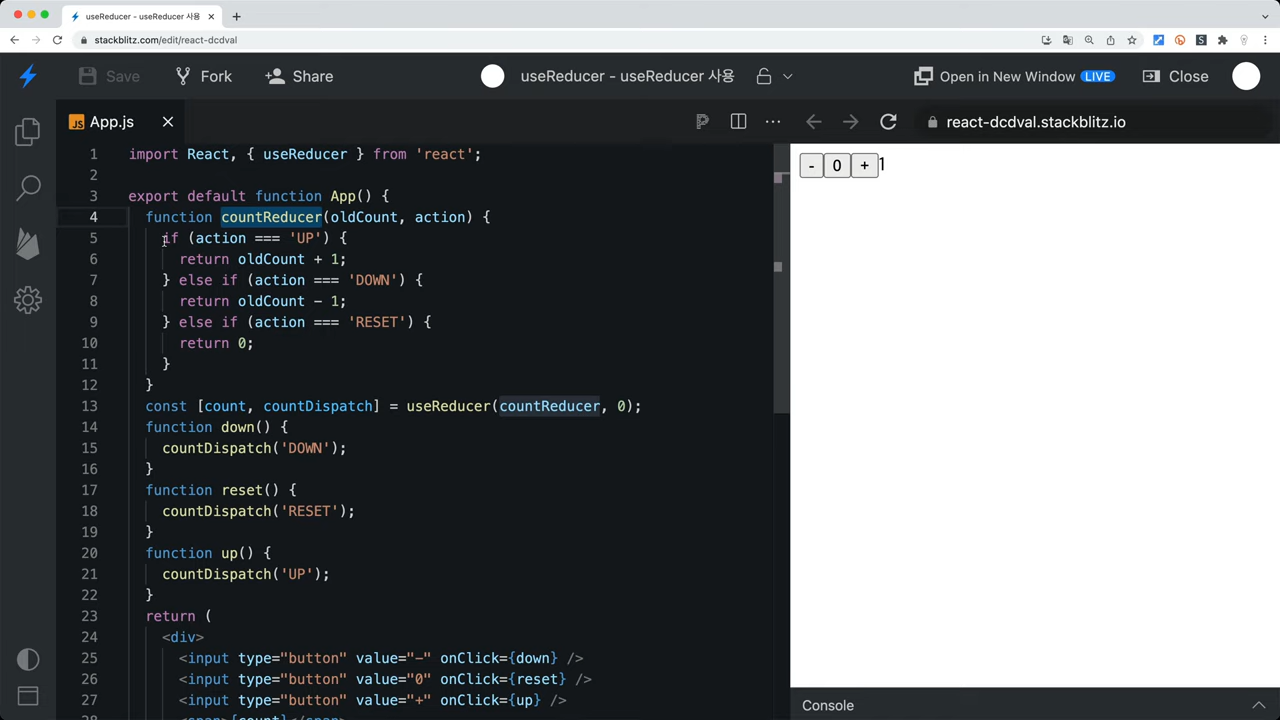 useReducer - useReducer 사용
stackblitz.com/edit/react-dcdval
Save Fork Share useReducer - useReducer 사용 Open in New Window LIVE Close
JS App.js
react-dcdval.stackblitz.io
1 import React, { useReducer } from 'react';
2
3 export default function App() {
4 function countReducer(oldCount, action) {
5 if (action === 'UP') {
6 return oldCount + 1;
7 } else if (action === 'DOWN') {
8 return oldCount - 1;
9 } else if (action === 'RESET') {
10 return 0;
11 }
12 }
13 const [count, countDispatch] = useReducer(countReducer, 0);
14 function down() {
15 countDispatch('DOWN');
16 }
17 function reset() {
18 countDispatch('RESET');
19 }
20 function up() {
21 countDispatch('UP');
22 }
23 return (
24 <div>
25 <input type="button" value="-" onClick={down} />
26 <input type="button" value="0" onClick={reset} />
27 <input type="button" value="+" onClick={up} />
28 <span>{count}</span>
- 0 + 1
Console